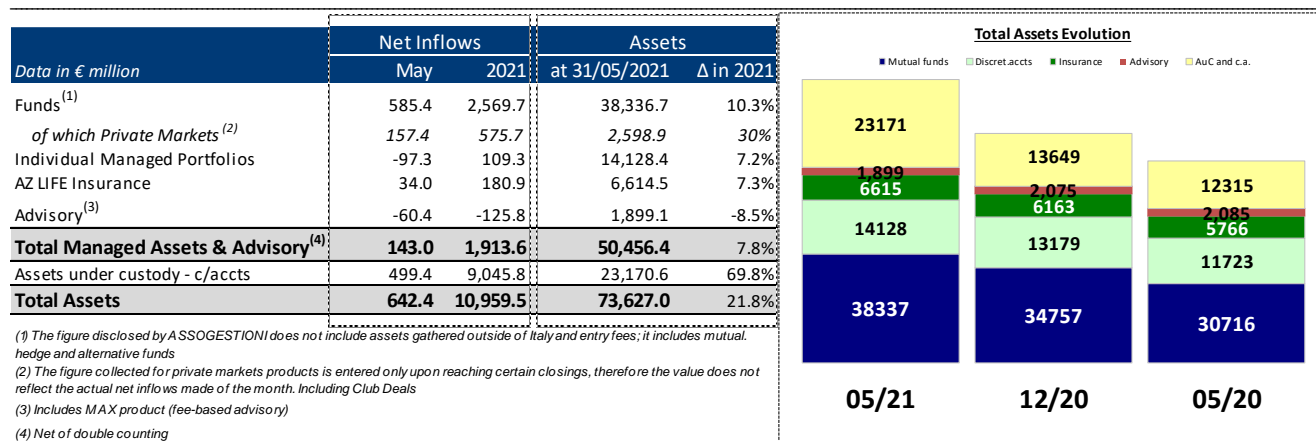 Net Inflows Assets
Data in € million May 2021 at 31/05/2021 Δ in 2021
Funds(1) 585.4 2,569.7 38,336.7 10.3%
of which Private Markets (2) 157.4 575.7 2,598.9 30%
Individual Managed Portfolios -97.3 109.3 14,128.4 7.2%
AZ LIFE Insurance 34.0 180.9 6,614.5 7.3%
Advisory(3) -60.4 -125.8 1,899.1 -8.5%
Total Managed Assets & Advisory(4) 143.0 1,913.6 50,456.4 7.8%
Assets under custody - c/accts 499.4 9,045.8 23,170.6 69.8%
Total Assets 642.4 10,959.5 73,627.0 21.8%
(1) The figure disclosed by ASSOGESTIONI does not include assets gathered outside of Italy and entry fees; it includes mutual.
hedge and alternative funds
(2) The figure collected for private markets products is entered only upon reaching certain closings, therefore the value does not
reflect the actual net inflows made of the month. Including Club Deals
(3) Includes MAX product (fee-based advisory)
(4) Net of double counting
Total Assets Evolution
Mutual funds Discret.accts Insurance Advisory AuC and c.a.
23171
1,899
6615
14128
38337
05/21
13649
2,075
6163
13179
34757
12/20
12315
2,085
5766
11723
30716
05/20